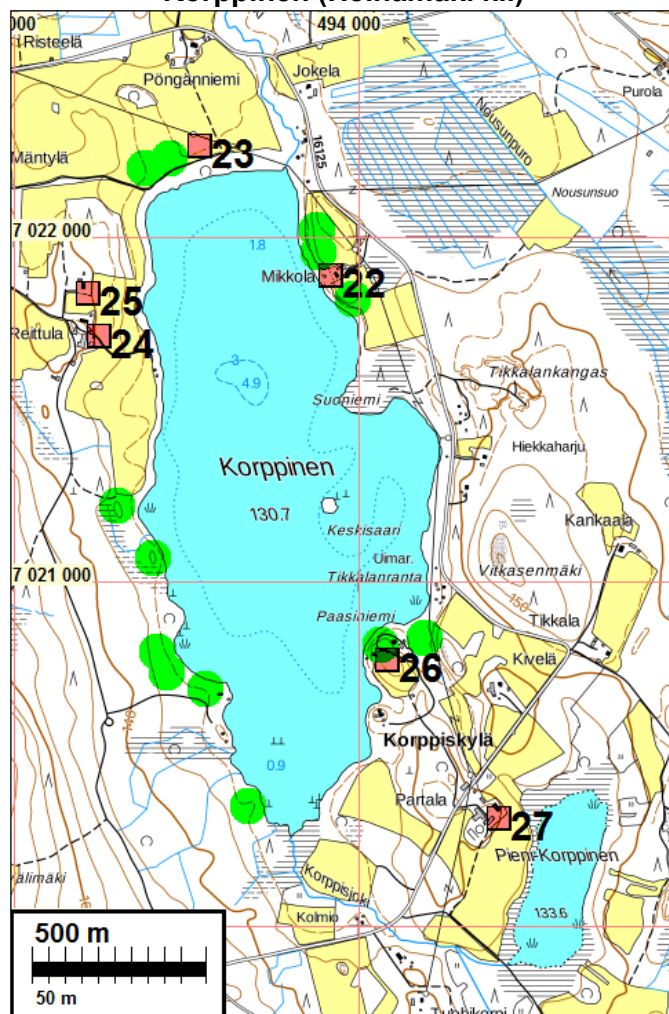 000
494 000
Risteelä
Pönganniemi
Jokela
Purola
16125
Nousunpuro
23
Mäntylä
Nousunsuo
7 022 000
1.8
Mikkola
22
25
Reittula
24
3
4.9
Tikkalankangas
Suoniemi
Hiekkaharju
Korppinen
130.7
Keskisaari
Kankaala
Uimar.
7 021 000
Tikkalanranta
Vitkasenmäki
150
Paasiniemi
Tikkala
26
Kivelä
140
Korppiskylä
0.9
Partala
27
Pieni-Korppinen
Korppisjoki
älimäki
Kolmio
133.6
500 m
50 m